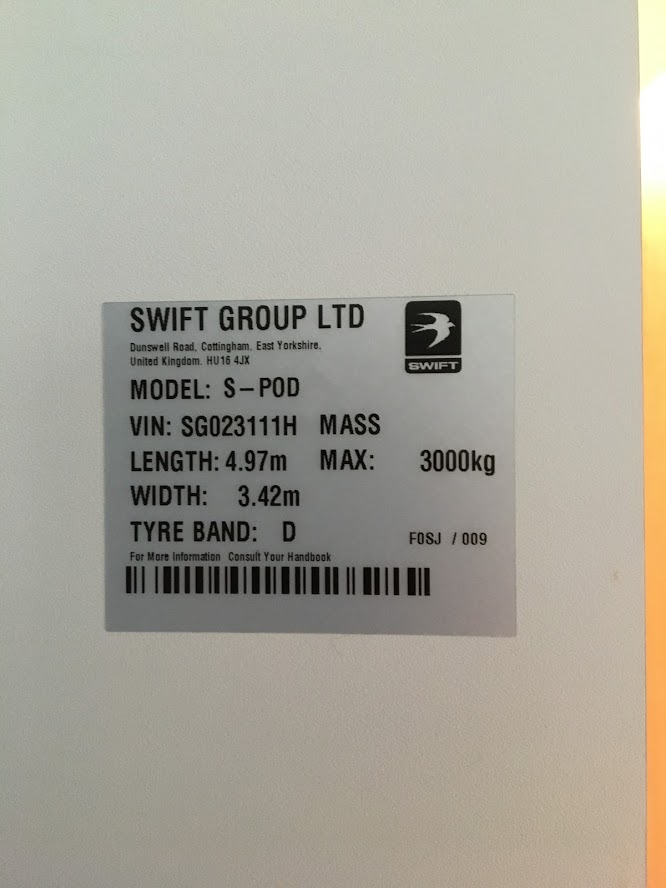 SWIFT GROUP LTD
Dunswell Road, Cottingham, East Yorkshire,
United Kingdom. HU16 4JX
SWIFT
MODEL: S-POD
VIN: SG023111H MASS
LENGTH: 4.97m MAX: 3000kg
WIDTH: 3.42m
TYRE BAND: D F0SJ / 009
For More Information Consult Your Handbook